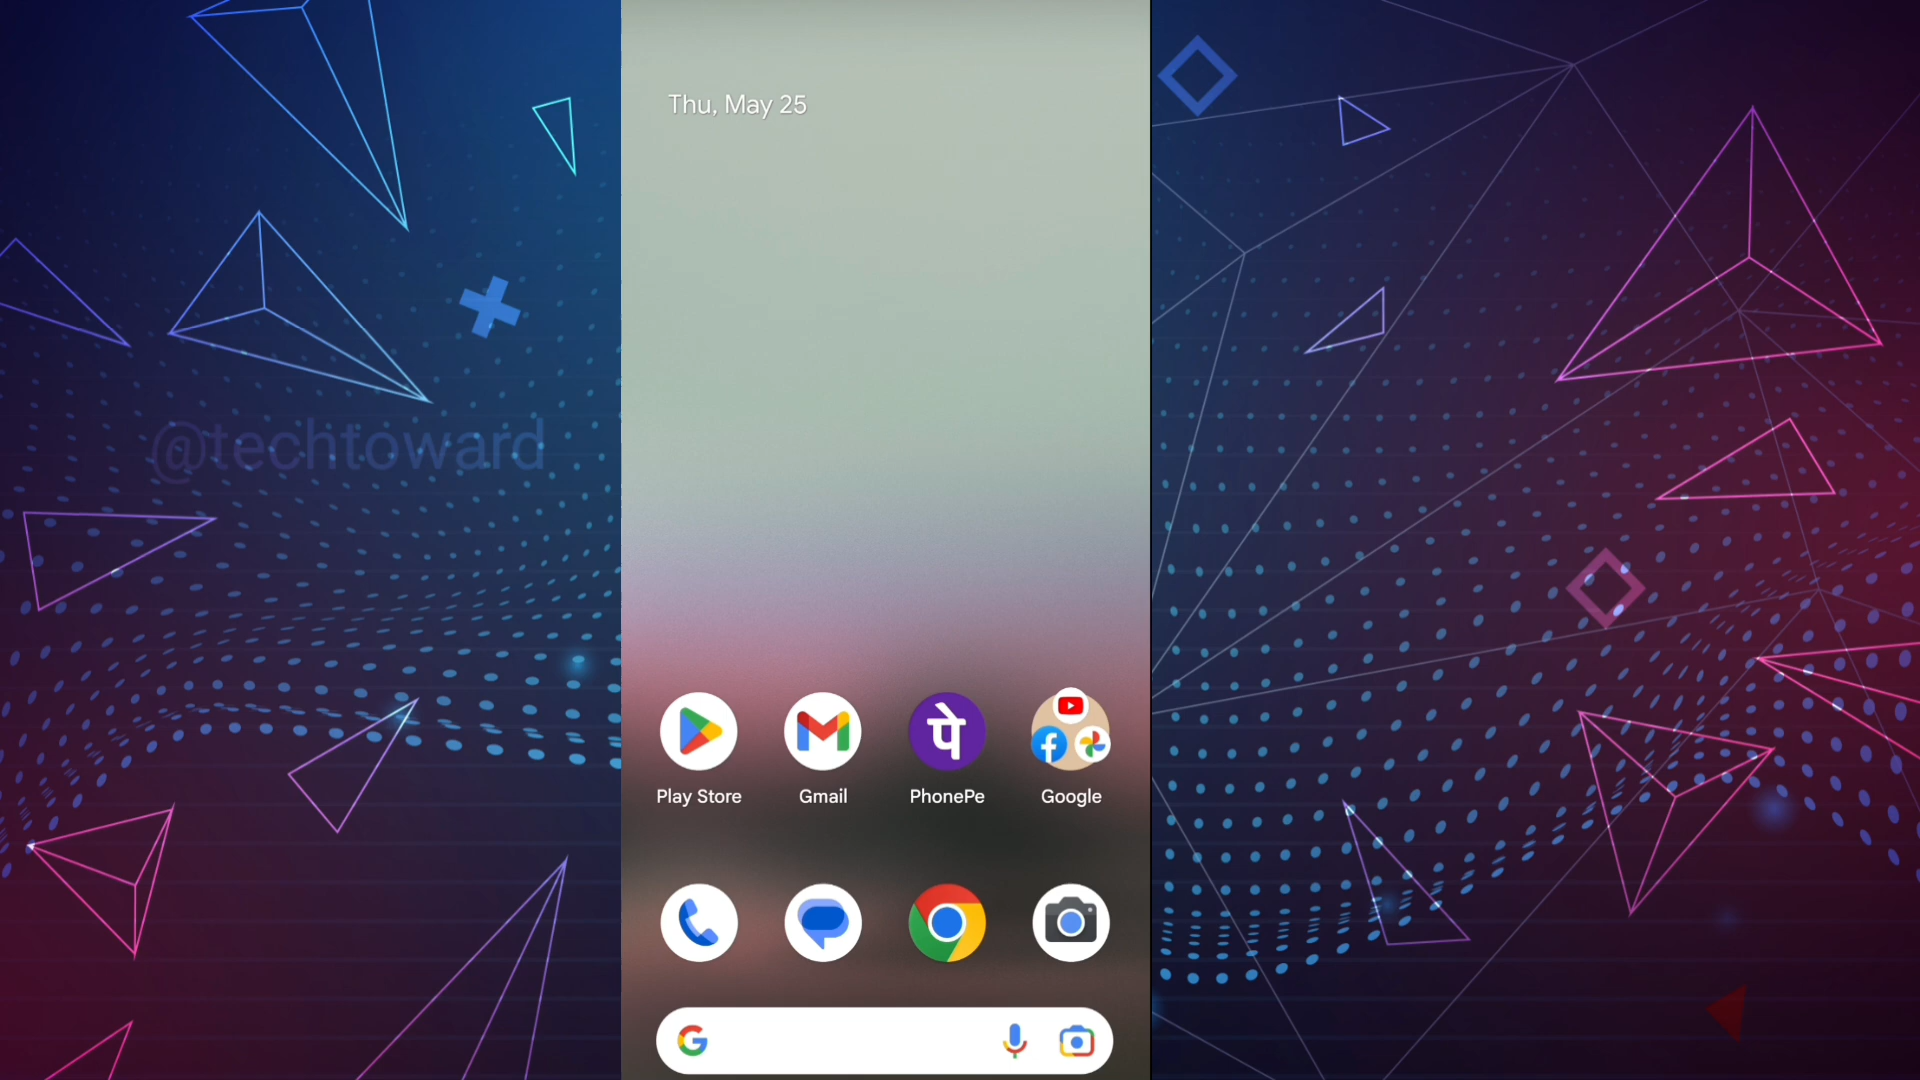 Thu, May 25
@techtoward
पे
Play Store
Gmail
PhonePe
Google